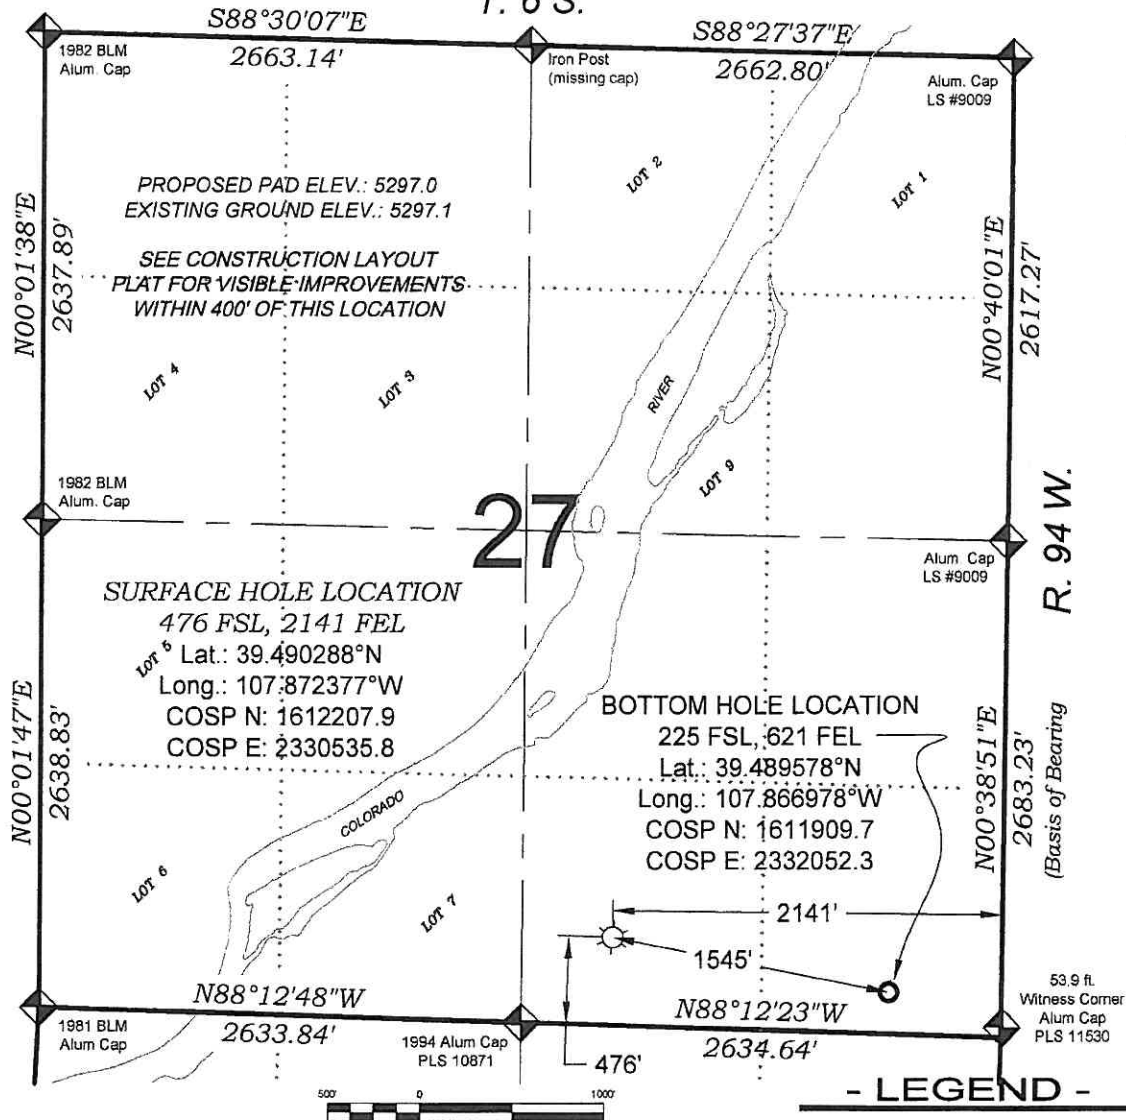 T. 6 S.
S88°30'07"E
2663.14'
S88°27'37"E
2662.80'
1982 BLM
Alum. Cap
Iron Post
(missing cap)
Alum. Cap
LS #9009
PROPOSED PAD ELEV.: 5297.0
EXISTING GROUND ELEV.: 5297.1
SEE CONSTRUCTION LAYOUT
PLAT FOR VISIBLE IMPROVEMENTS
WITHIN 400' OF THIS LOCATION
LOT 2
LOT 1
N00°01'38"E
2637.89'
N00°40'01"E
2617.27'
LOT 4
LOT 3
RIVER
LOT 9
1982 BLM
Alum. Cap
27
Alum. Cap
LS #9009
R. 94 W.
SURFACE HOLE LOCATION
476 FSL, 2141 FEL
LOT 5
Lat.: 39.490288°N
Long.: 107.872377°W
COSP N: 1612207.9
COSP E: 2330535.8
BOTTOM HOLE LOCATION
225 FSL, 621 FEL
Lat.: 39.489578°N
Long.: 107.866978°W
COSP N: 1611909.7
COSP E: 2332052.3
N00°01'47"E
2638.83'
N00°38'51"E
2683.23'
(Basis of Bearing
COLORADO
LOT 6
LOT 7
2141'
1545'
N88°12'48"W
2633.84'
N88°12'23"W
2634.64'
1981 BLM
Alum Cap
1994 Alum Cap
PLS 10871
476'
53.9 ft.
Witness Corner
Alum Cap
PLS 11530
500'
0
1000'
- LEGEND -